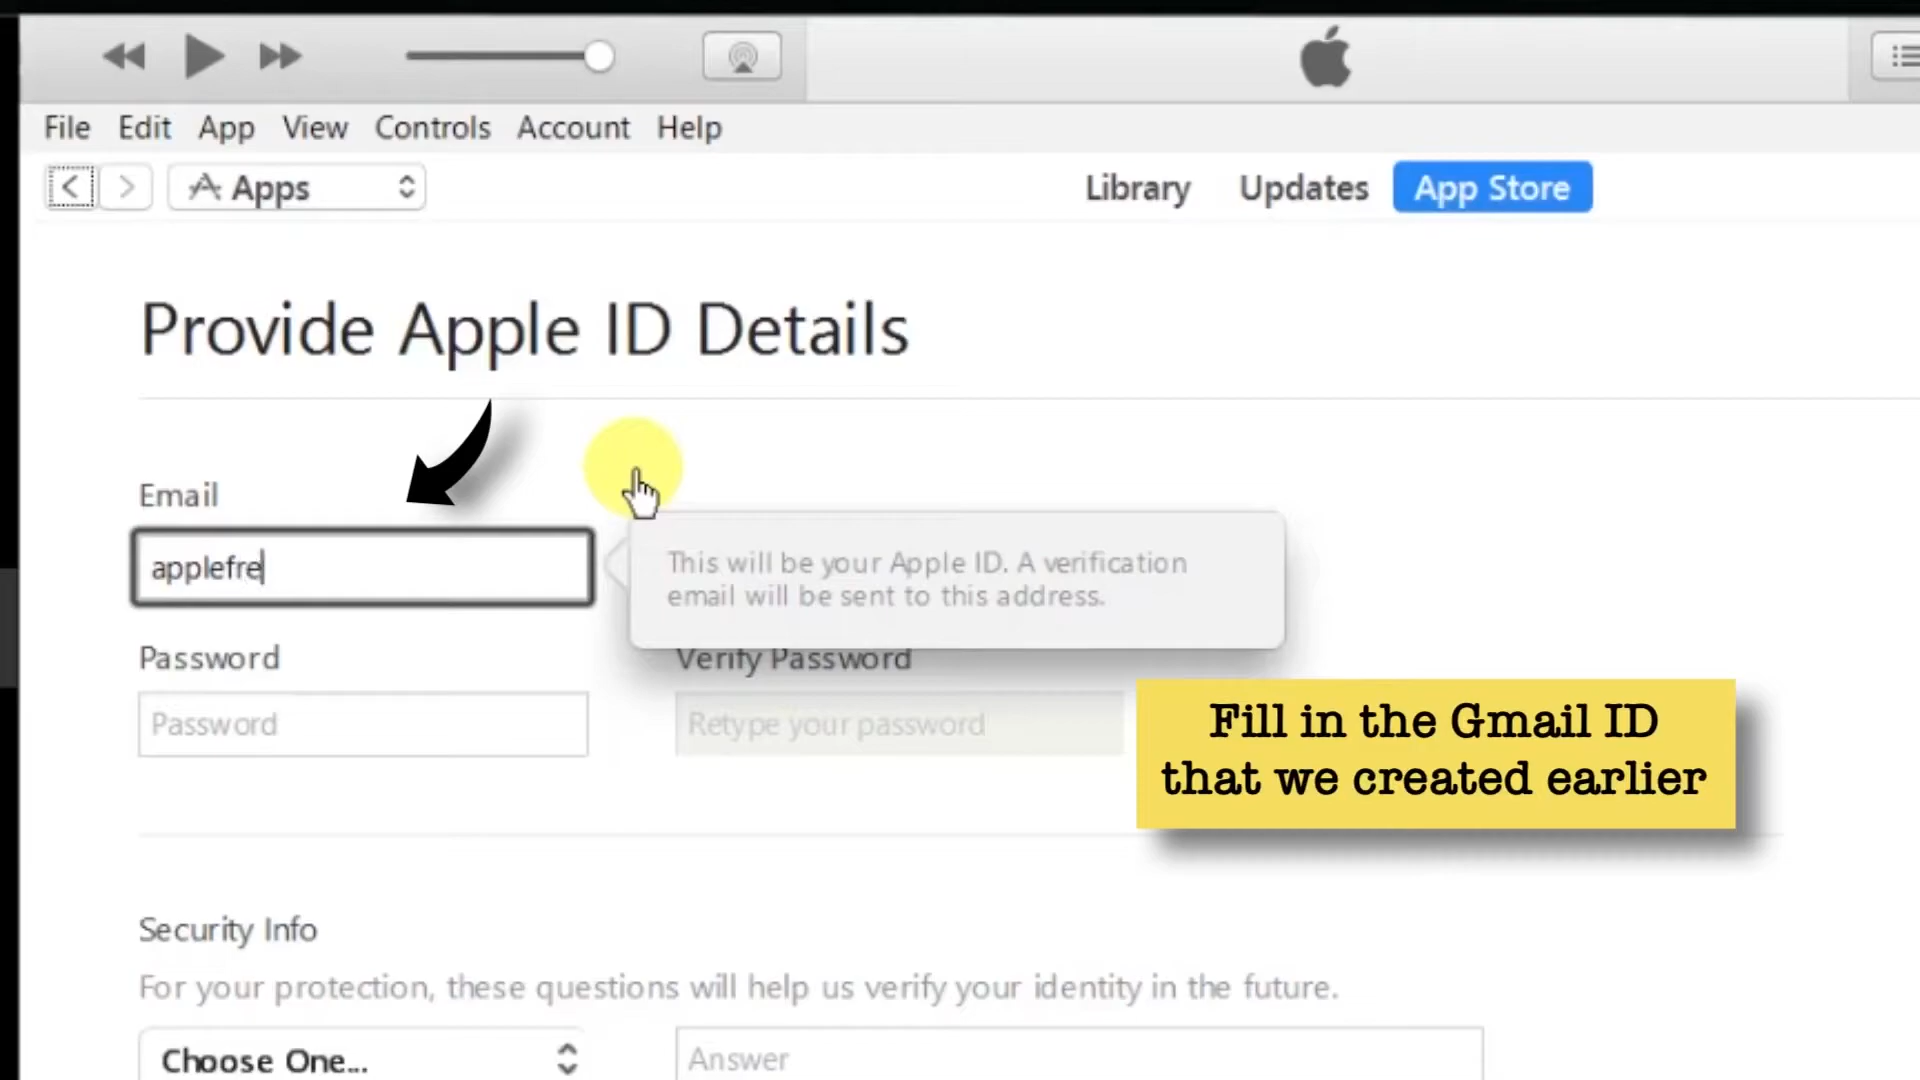 File Edit App View Controls Account Help
Apps Library Updates App Store
Provide Apple ID Details
Email
applefre
This will be your Apple ID. A verification
email will be sent to this address.
Password Verify Password
Password Retype your password
Fill in the Gmail ID
that we created earlier
Security Info
For your protection, these questions will help us verify your identity in the future.
Choose One... Answer